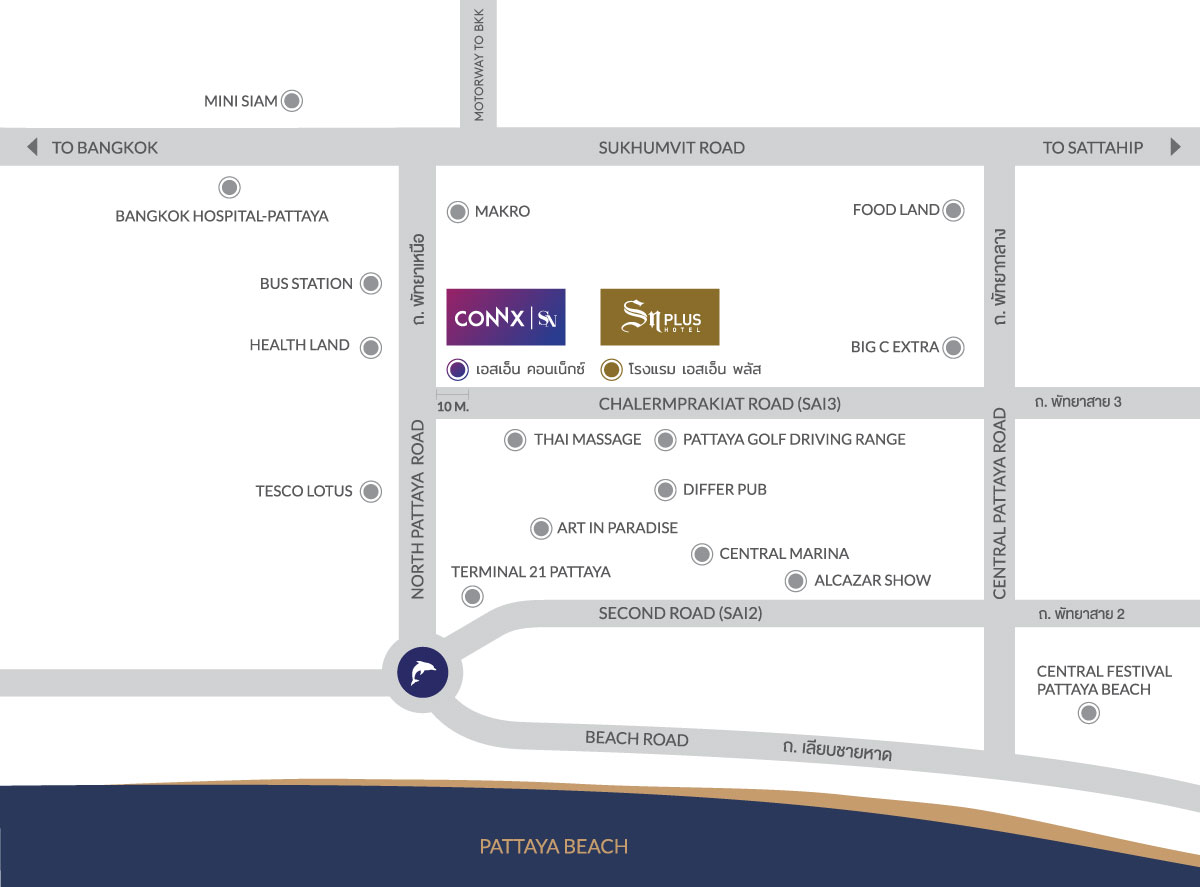 MOTORWAY TO BKK
MINI SIAM
TO BANGKOK
SUKHUMVIT ROAD
TO SATTAHIP
BANGKOK HOSPITAL-PATTAYA
MAKRO
FOOD LAND
ถ. พัทยาเหนือ
ถ. พัทยากลาง
BUS STATION
CONNX | SN
Sn PLUS
HOTEL
HEALTH LAND
BIG C EXTRA
เอสเอ็น คอนเน็กซ์
โรงแรม เอสเอ็น พลัส
10 M.
CHALERMPRAKIAT ROAD (SAI3)
ถ. พัทยาสาย 3
THAI MASSAGE
PATTAYA GOLF DRIVING RANGE
NORTH PATTAYA ROAD
CENTRAL PATTAYA ROAD
TESCO LOTUS
DIFFER PUB
ART IN PARADISE
CENTRAL MARINA
TERMINAL 21 PATTAYA
ALCAZAR SHOW
SECOND ROAD (SAI2)
ถ. พัทยาสาย 2
CENTRAL FESTIVAL
PATTAYA BEACH
BEACH ROAD
ถ. เลียบชายหาด
PATTAYA BEACH